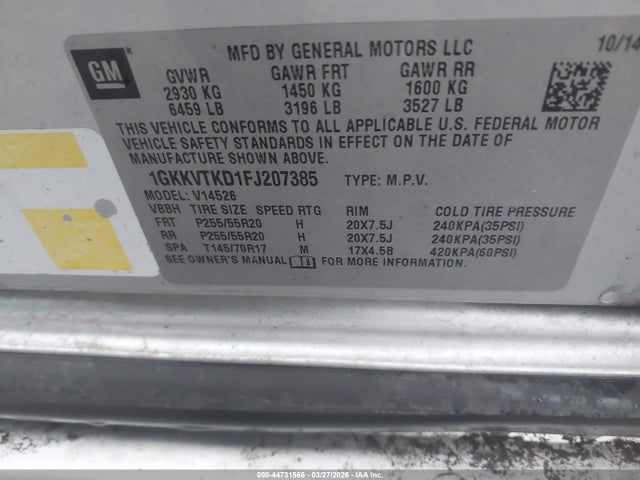 GM
®
MFD BY GENERAL MOTORS LLC
10/14
GVWR GAWR FRT GAWR RR
2930 KG 1450 KG 1600 KG
6459 LB 3196 LB 3527 LB
THIS VEHICLE CONFORMS TO ALL APPLICABLE U.S. FEDERAL MOTOR
VEHICLE SAFETY STANDARDS IN EFFECT ON THE DATE OF
MANUFACTURE SHOWN ABOVE.
1GKKVTKD1FJ207385 TYPE: M.P.V.
MODEL: V14526
VBBH TIRE SIZE SPEED RTG RIM COLD TIRE PRESSURE
FRT P255/55R20 H 20X7.5J 240KPA(35PSI)
RR P255/55R20 H 20X7.5J 240KPA(35PSI)
SPA T145/70R17 M 17X4.5B 420KPA(60PSI)
SEE OWNER'S MANUAL FOR MORE INFORMATION.
000-44731566 - 03/27/2026 - IAAI.COM